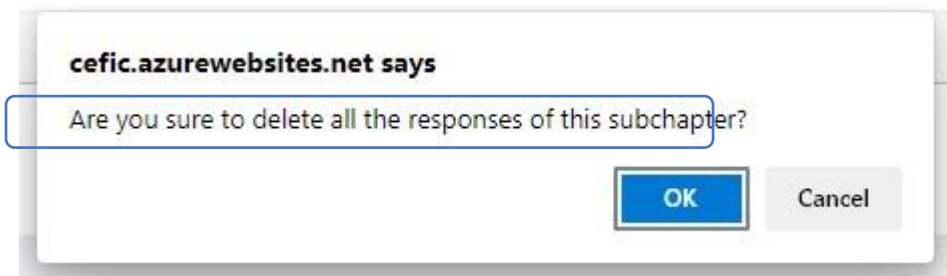 cefic.azurewebsites.net says
Are you sure to delete all the responses of this subchapter?
OK Cancel